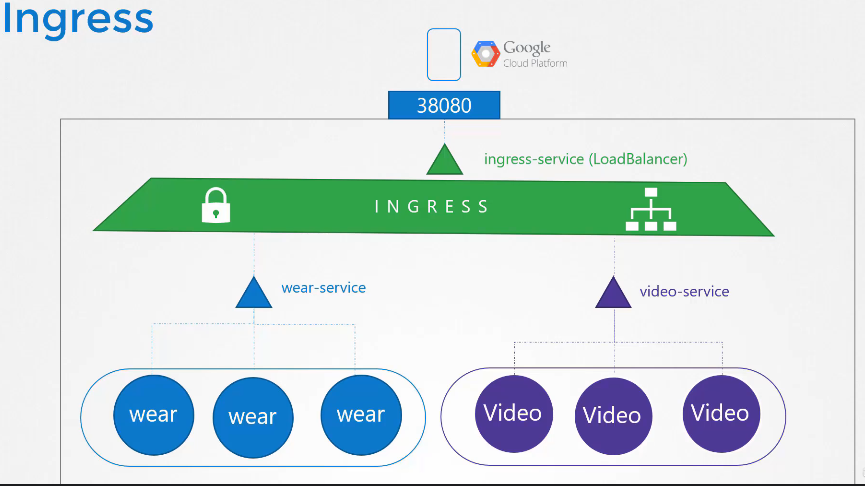 Ingress
Google
Cloud Platform
38080
ingress-service (LoadBalancer)
INGRESS
wear-service
video-service
wear
wear
wear
Video
Video
Video